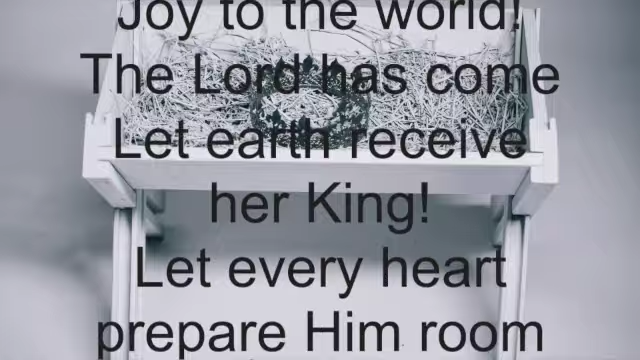 Joy to the world!
The Lord has come
Let earth receive
her King!
Let every heart
prepare Him room